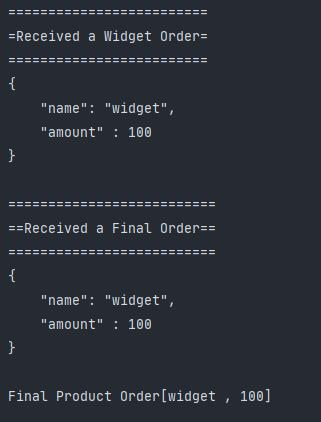 =========================
=Received a Widget Order=
=========================
{
    "name": "widget",
    "amount" : 100
}

==========================
==Received a Final Order==
==========================
{
    "name": "widget",
    "amount" : 100
}

Final Product Order[widget , 100]